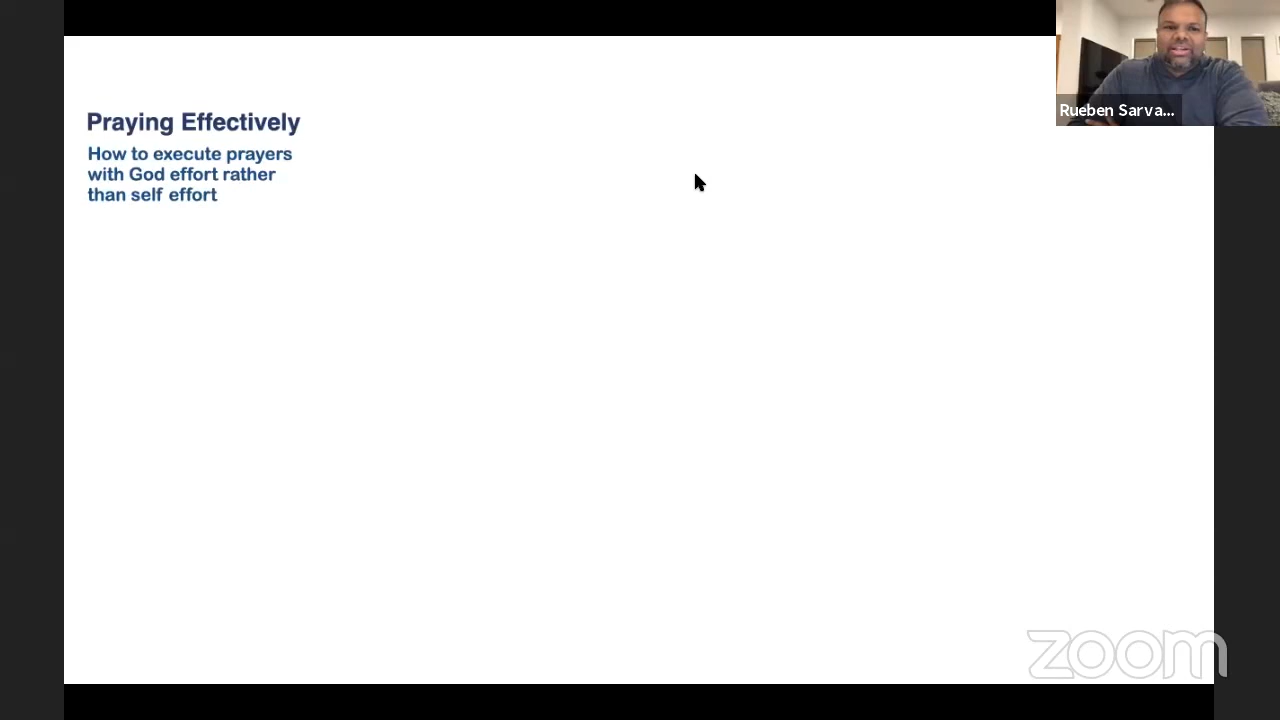 Praying Effectively
How to execute prayers
with God effort rather
than self effort
Rueben Sarva...
zoom